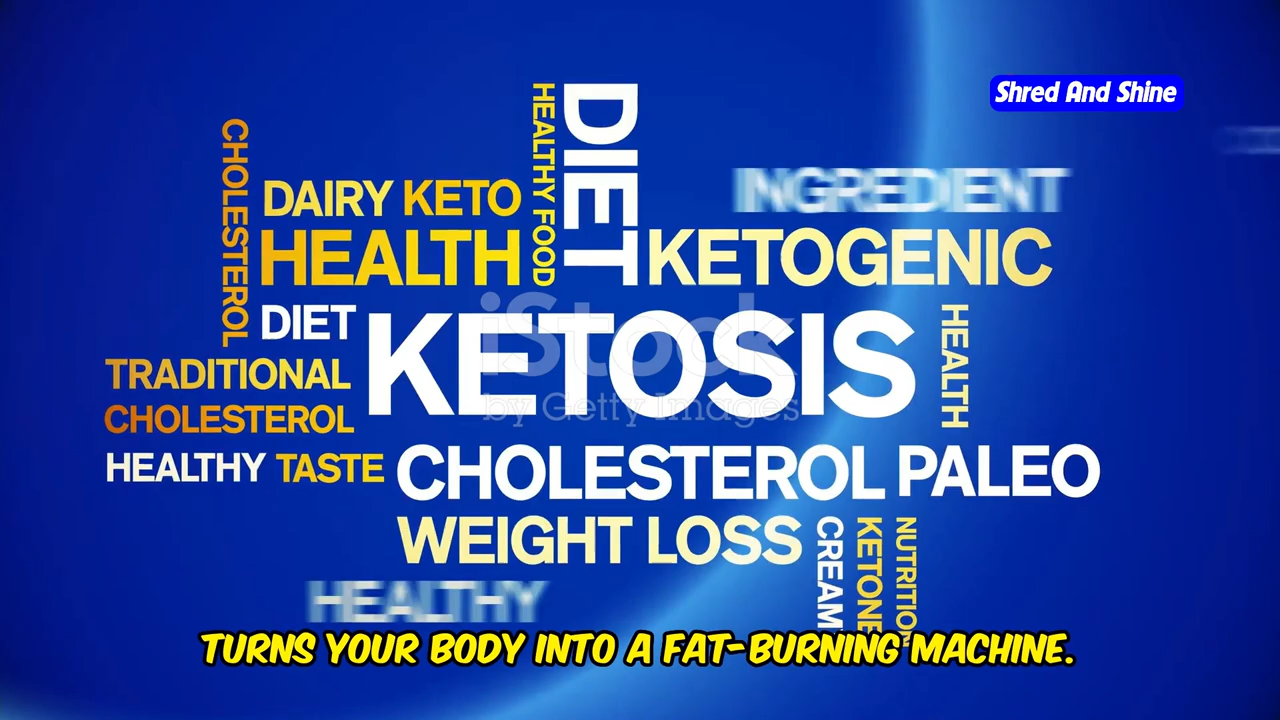 Shred And Shine
CHOLESTEROL
HEALTHY FOOD
DIET
INGREDIENT
DAIRY KETO
HEALTH
KETOGENIC
DIET
KETOSIS
HEALTH
iStock
by Getty Images
TRADITIONAL
CHOLESTEROL
HEALTHY TASTE
CHOLESTEROL PALEO
WEIGHT LOSS
CREAM
KETONE
NUTRITION
HEALTHY
TURNS YOUR BODY INTO A FAT-BURNING MACHINE.